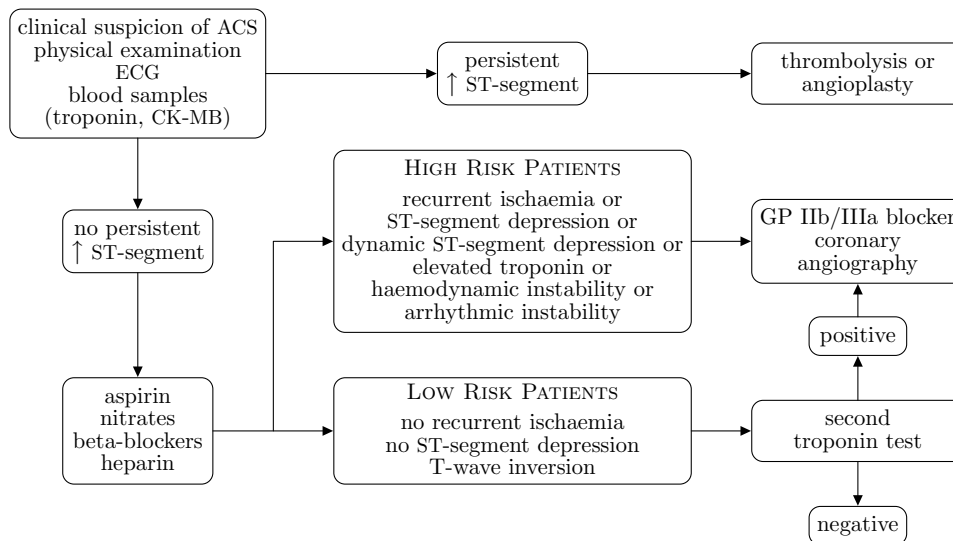 clinical suspicion of ACS
physical examination
ECG
blood samples
(troponin, CK-MB)
persistent
↑ ST-segment
thrombolysis or
angioplasty
no persistent
↑ ST-segment
HIGH RISK PATIENTS
recurrent ischaemia or
ST-segment depression or
dynamic ST-segment depression or
elevated troponin or
haemodynamic instability or
arrhythmic instability
GP IIb/IIIa blocker
coronary
angiography
positive
aspirin
nitrates
beta-blockers
heparin
LOW RISK PATIENTS
no recurrent ischaemia
no ST-segment depression
T-wave inversion
second
troponin test
negative